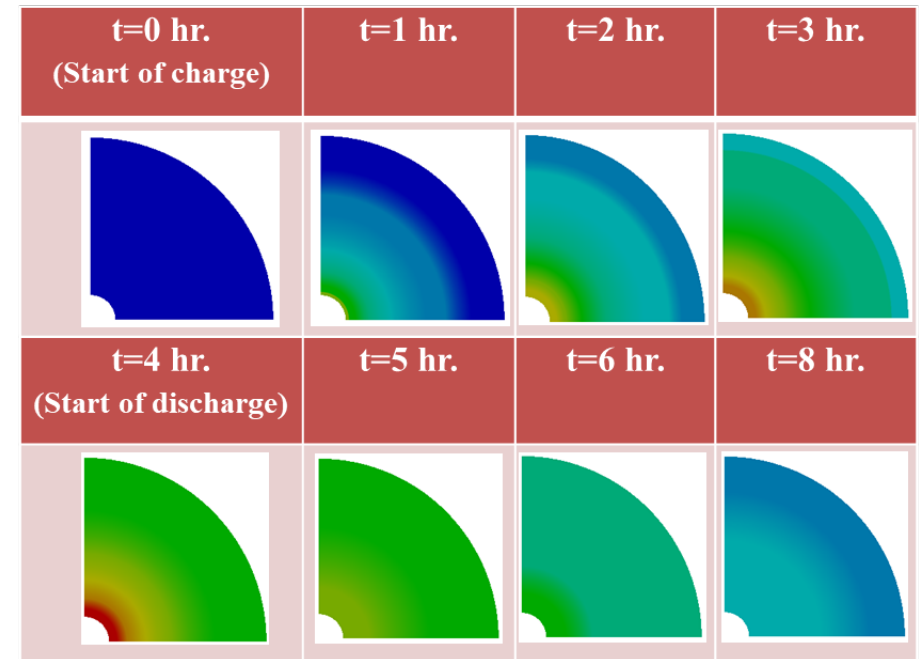 t=0 hr.
(Start of charge)
t=1 hr.
t=2 hr.
t=3 hr.
t=4 hr.
(Start of discharge)
t=5 hr.
t=6 hr.
t=8 hr.